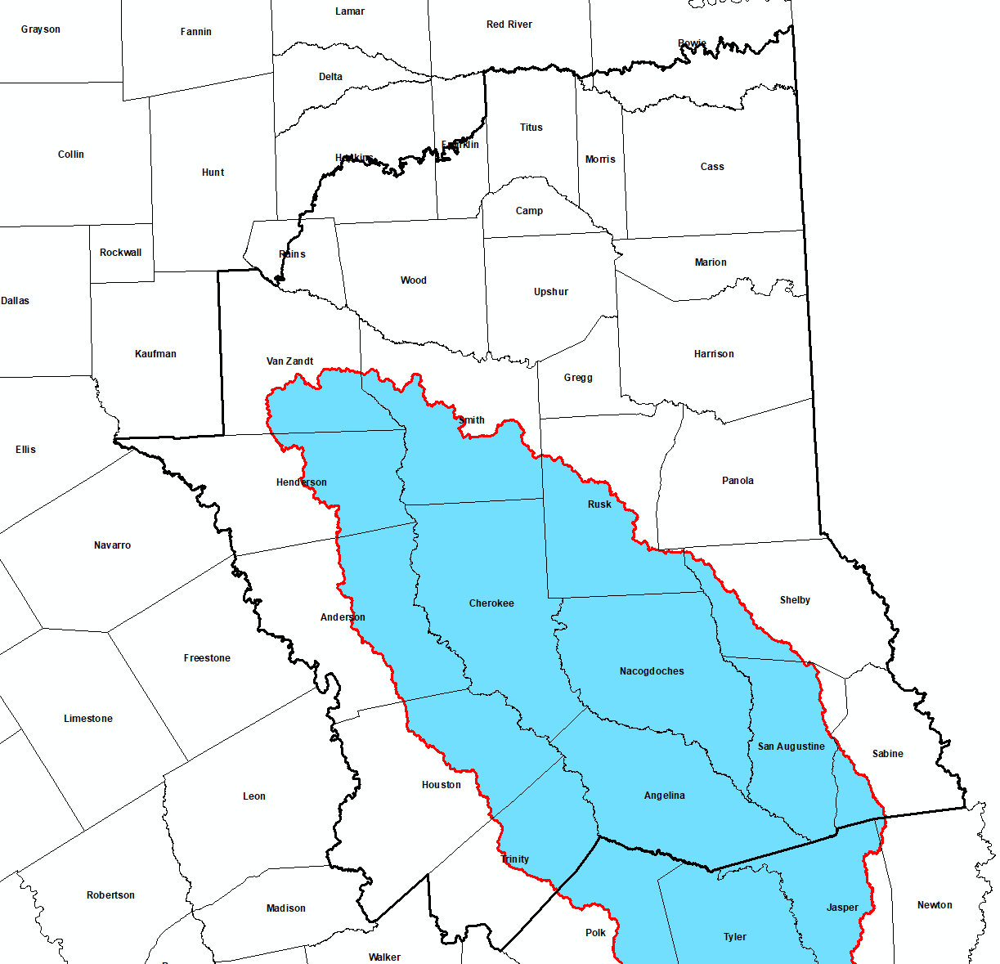 Lamar
Red River
Grayson
Fannin
Bowie
Delta
Titus
Franklin
Collin
Hopkins
Morris
Cass
Hunt
Camp
Rockwall
Rains
Marion
Wood
Upshur
Dallas
Kaufman
Van Zandt
Harrison
Gregg
Smith
Ellis
Henderson
Panola
Rusk
Navarro
Shelby
Cherokee
Anderson
Freestone
Nacogdoches
Limestone
San Augustine
Sabine
Houston
Leon
Angelina
Trinity
Robertson
Madison
Jasper
Newton
Polk
Tyler
Walker